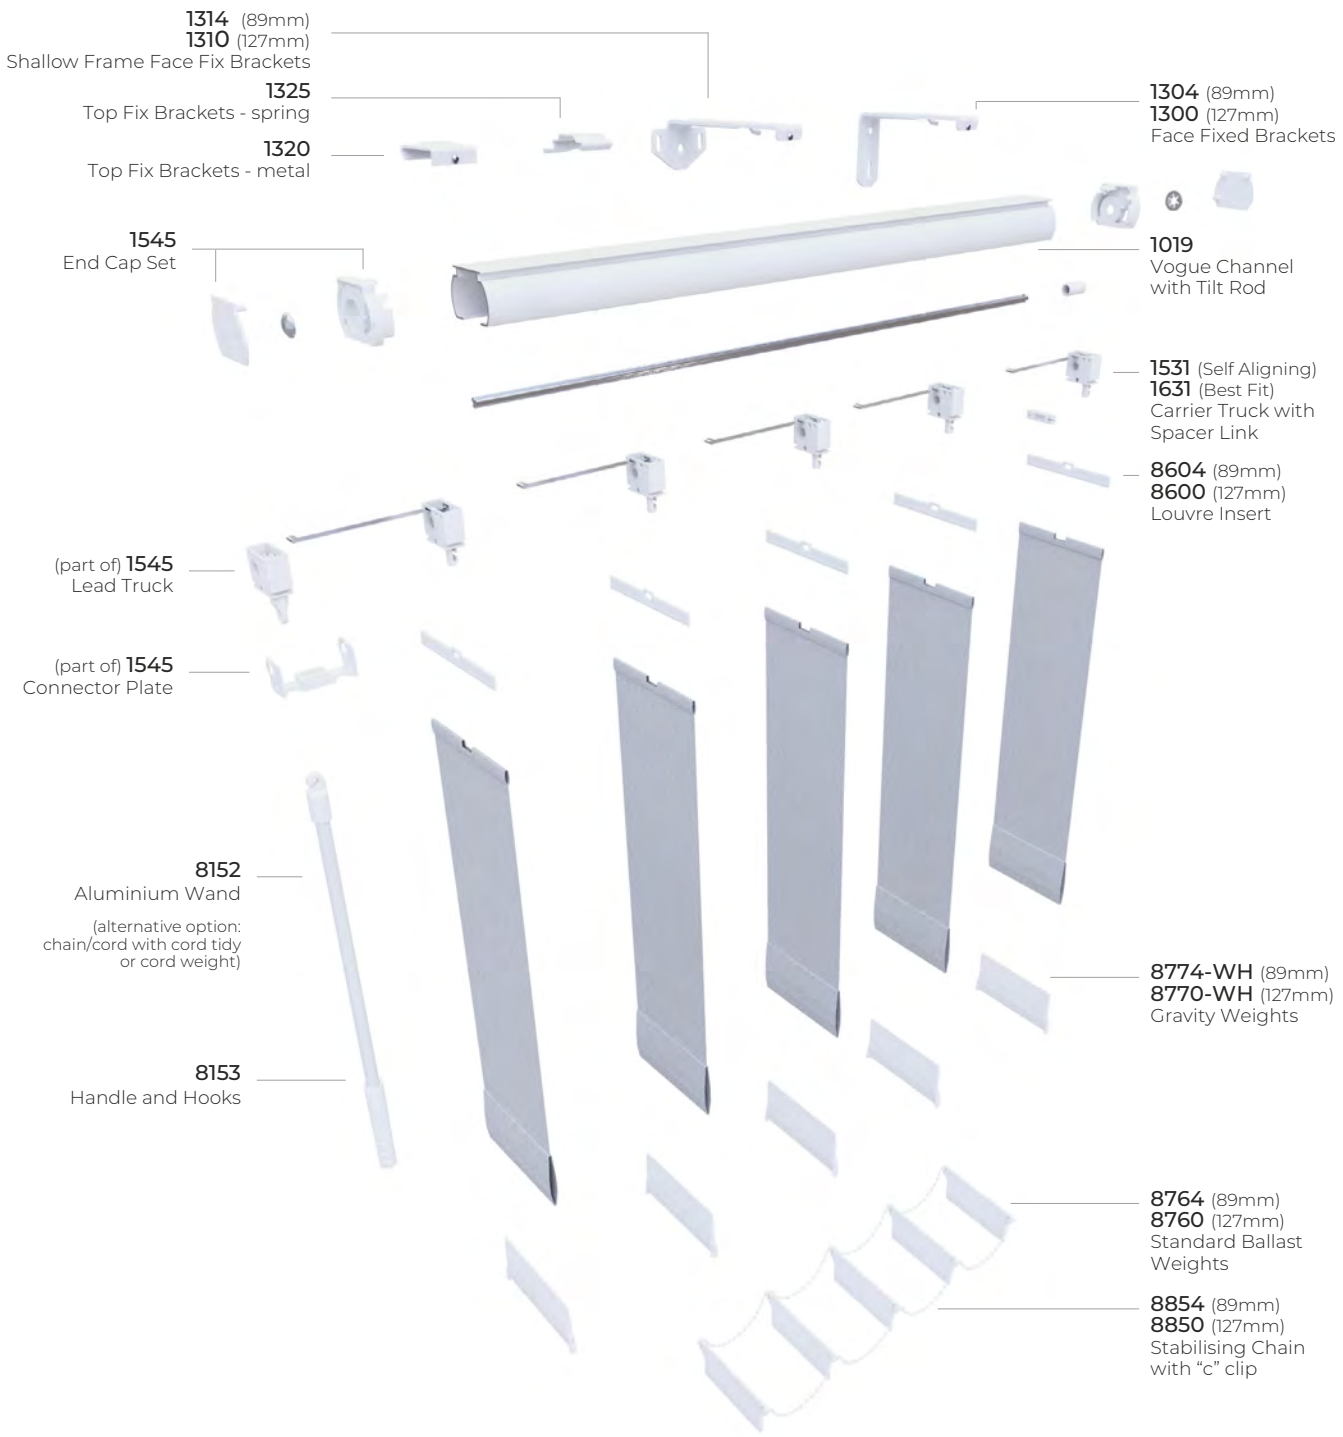 1314 (89mm)
1310 (127mm)
Shallow Frame Face Fix Brackets
1325
Top Fix Brackets - spring
1320
Top Fix Brackets - metal
1545
End Cap Set
(part of) 1545
Lead Truck
(part of) 1545
Connector Plate
8152
Aluminium Wand
(alternative option:
chain/cord with cord tidy
or cord weight)
8153
Handle and Hooks
1304 (89mm)
1300 (127mm)
Face Fixed Brackets
1019
Vogue Channel
with Tilt Rod
1531 (Self Aligning)
1631 (Best Fit)
Carrier Truck with
Spacer Link
8604 (89mm)
8600 (127mm)
Louvre Insert
8774-WH (89mm)
8770-WH (127mm)
Gravity Weights
8764 (89mm)
8760 (127mm)
Standard Ballast
Weights
8854 (89mm)
8850 (127mm)
Stabilising Chain
with “c” clip